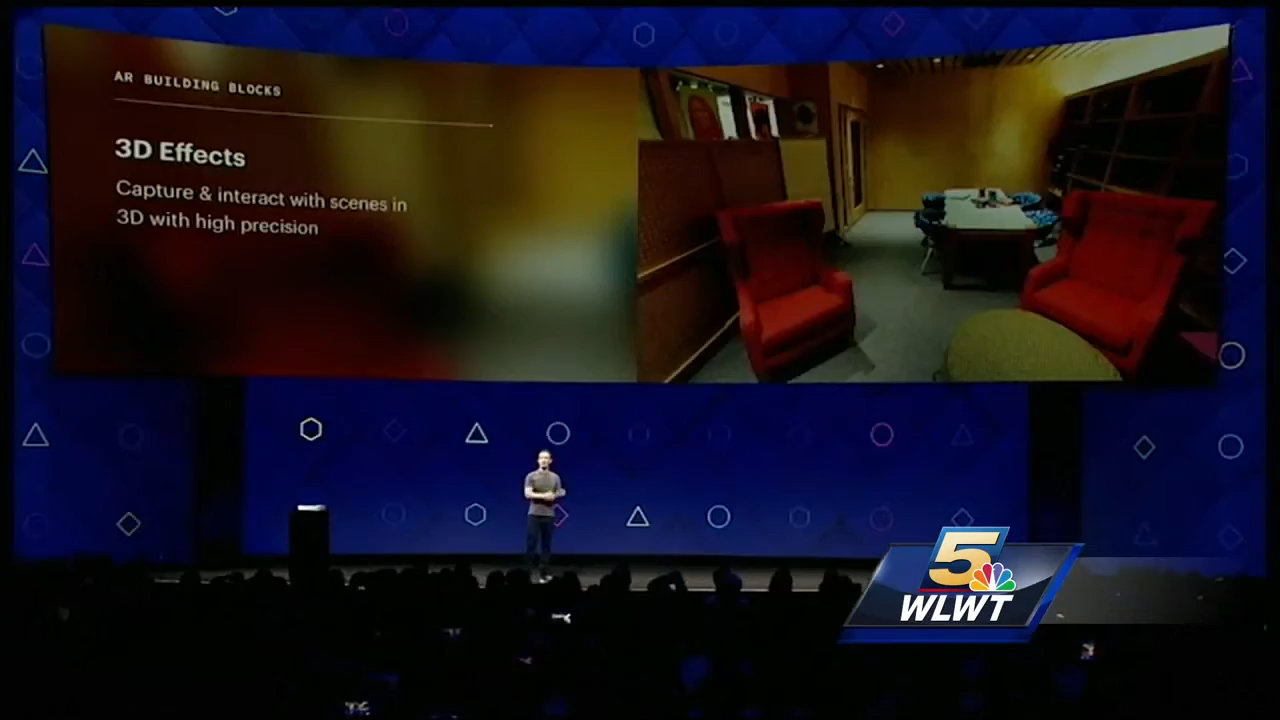 AR BUILDING BLOCKS
3D Effects
Capture & interact with scenes in
3D with high precision
5
WLWT